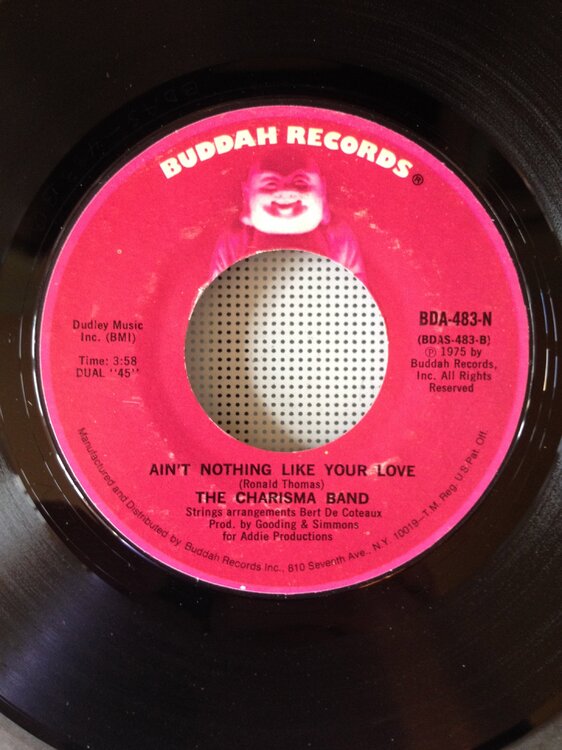 BUDDAH RECORDS®
Dudley Music
Inc. (BMI)
Time: 3:58
DUAL "45"
BDA-483-N
(BDAS-483-B)
Ⓟ 1975 by
Buddah Records,
Inc. All Rights
Reserved
AIN'T NOTHING LIKE YOUR LOVE
(Ronald Thomas)
THE CHARISMA BAND
Strings arrangements Bert De Coteaux
Prod. by Gooding & Simmons
for Addie Productions
Manufactured and Distributed by Buddah Records Inc., 810 Seventh Ave., N.Y. 10019—T.M. Reg. U.S. Pat. Off.